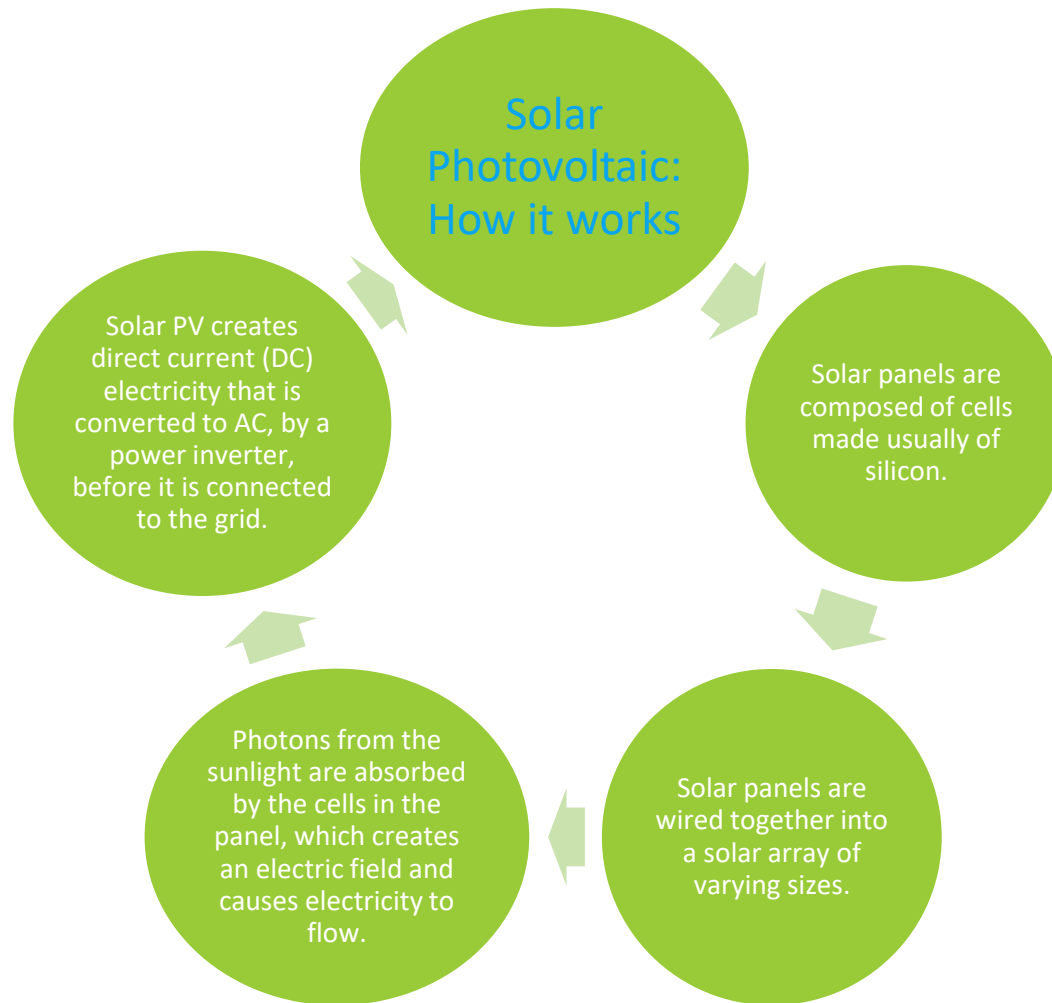 Solar
Photovoltaic:
How it works
Solar panels are
composed of cells
made usually of
silicon.
Solar panels are
wired together into
a solar array of
varying sizes.
Photons from the
sunlight are absorbed
by the cells in the
panel, which creates
an electric field and
causes electricity to
flow.
Solar PV creates
direct current (DC)
electricity that is
converted to AC, by a
power inverter,
before it is connected
to the grid.